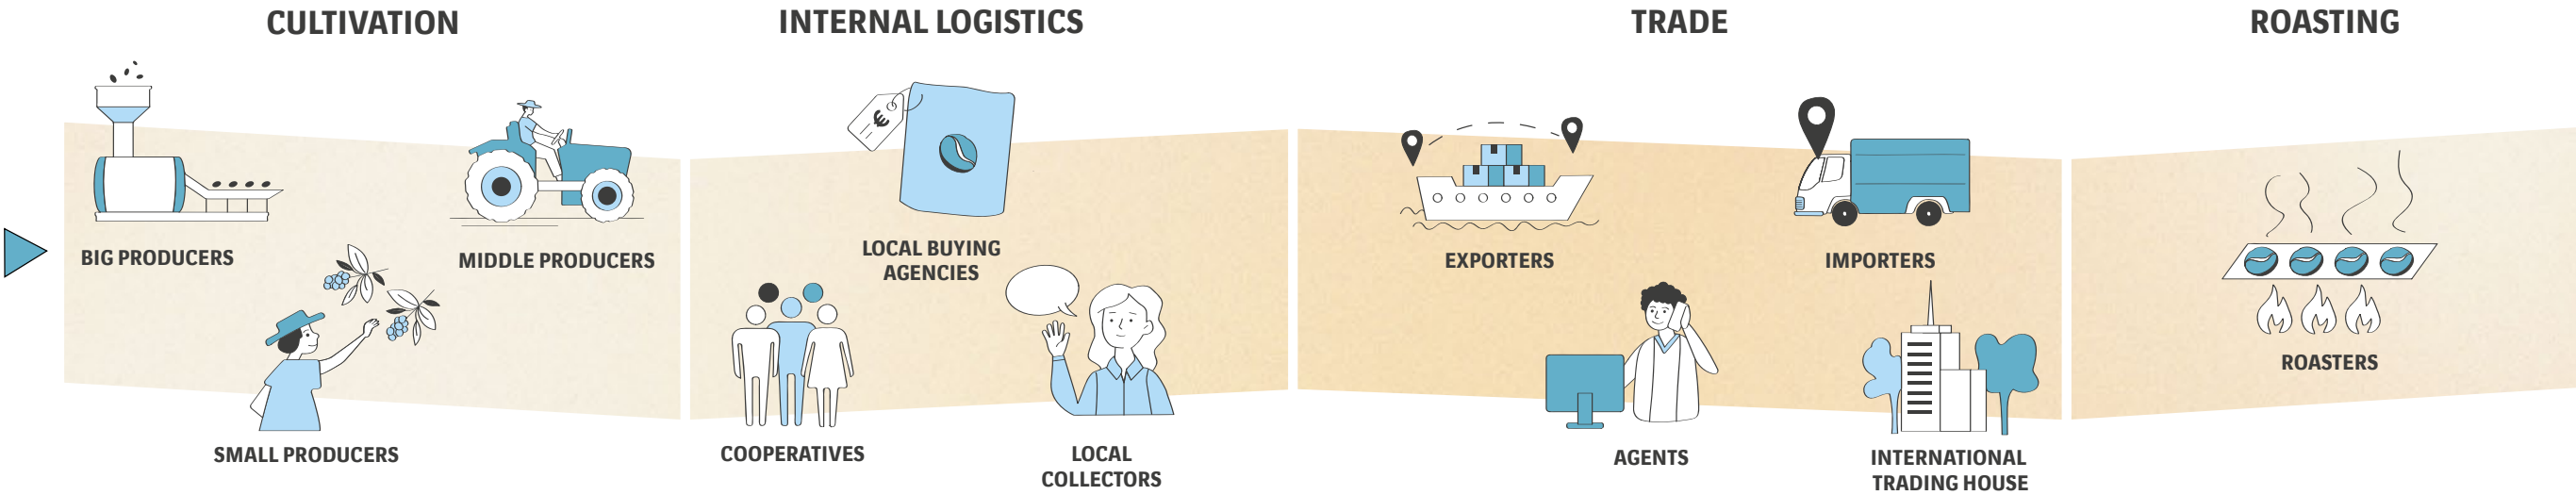 CULTIVATION
INTERNAL LOGISTICS
TRADE
ROASTING
BIG PRODUCERS
MIDDLE PRODUCERS
SMALL PRODUCERS
€
LOCAL BUYING
AGENCIES
COOPERATIVES
LOCAL
COLLECTORS
EXPORTERS
IMPORTERS
AGENTS
INTERNATIONAL
TRADING HOUSE
ROASTERS